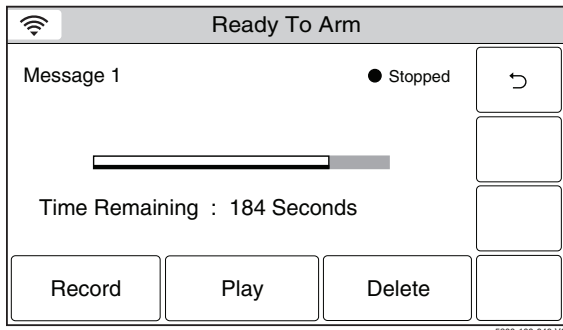 Ready To Arm
Message 1
Stopped
Time Remaining : 184 Seconds
Record
Play
Delete